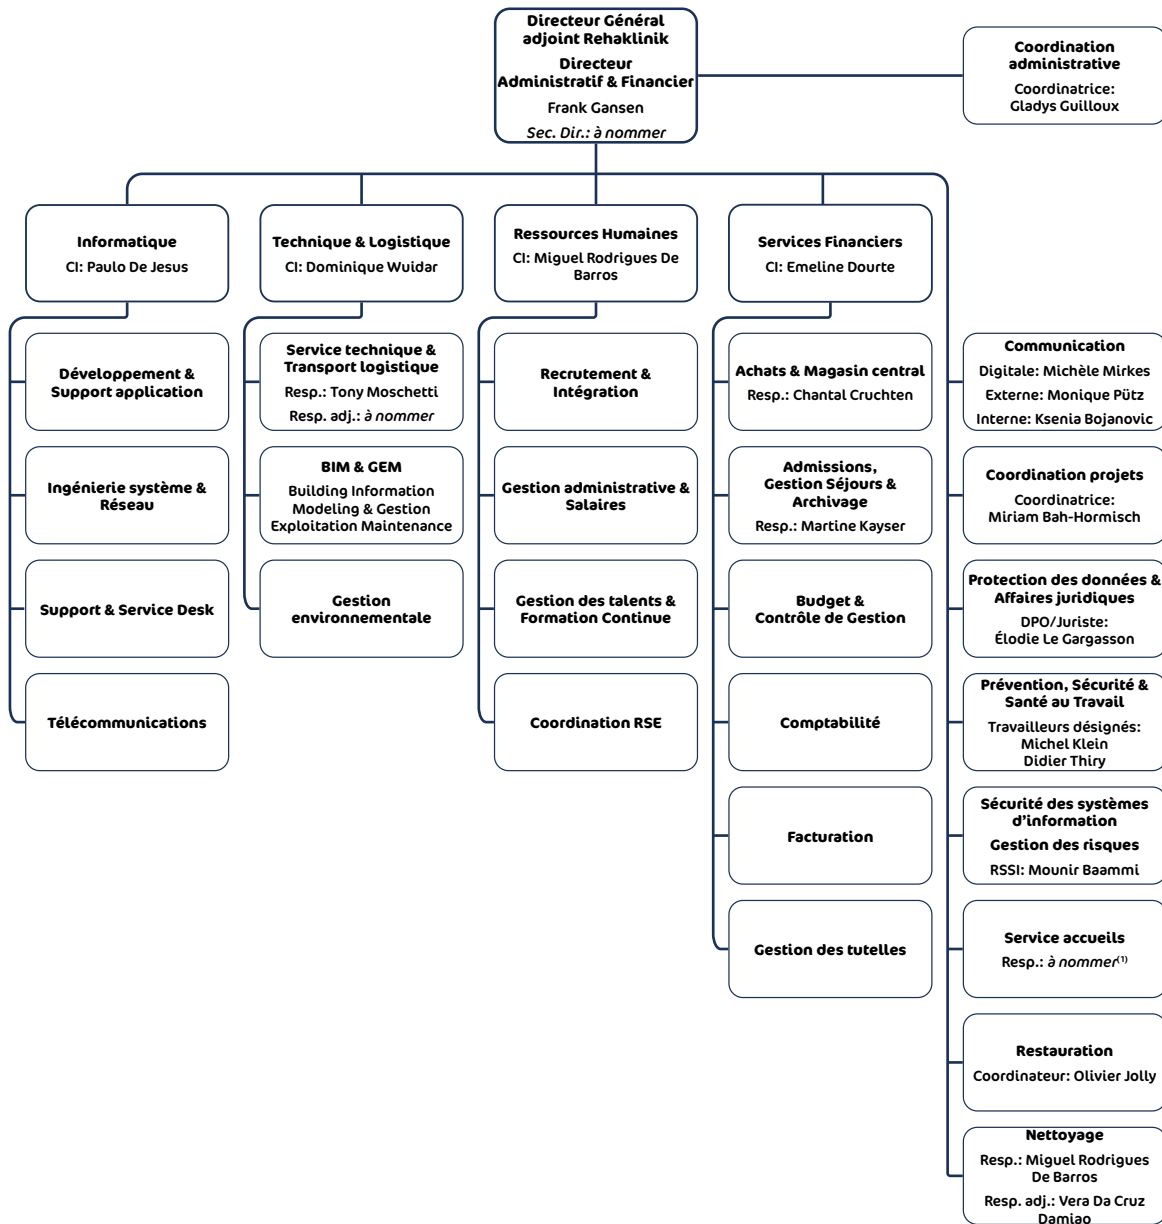 Directeur Général
adjoint Rehaklinik
Directeur
Administratif & Financier
Frank Gansen
Sec. Dir.: à nommer
Coordination
administrative
Coordinatrice:
Gladys Guilloux
Informatique
CI: Paulo De Jesus
Technique & Logistique
CI: Dominique Wuidar
Ressources Humaines
CI: Miguel Rodrigues De
Barros
Services Financiers
CI: Emeline Dourte
Développement &
Support application
Ingénierie système &
Réseau
Support & Service Desk
Télécommunications
Service technique &
Transport logistique
Resp.: Tony Moschetti
Resp. adj.: à nommer
BIM & GEM
Building Information
Modeling & Gestion
Exploitation Maintenance
Gestion
environnementale
Recrutement &
Intégration
Gestion administrative &
Salaires
Gestion des talents &
Formation Continue
Coordination RSE
Achats & Magasin central
Resp.: Chantal Cruchten
Admissions,
Gestion Séjours &
Archivage
Resp.: Martine Kayser
Budget &
Contrôle de Gestion
Comptabilité
Facturation
Gestion des tutelles
Communication
Digitale: Michèle Mirkes
Externe: Monique Pütz
Interne: Ksenia Bojanovic
Coordination projets
Coordinatrice:
Miriam Bah-Hormisch
Protection des données &
Affaires juridiques
DPO/Juriste:
Élodie Le Gargasson
Prévention, Sécurité &
Santé au Travail
Travailleurs désignés:
Michel Klein
Didier Thiry
Sécurité des systèmes
d'information
Gestion des risques
RSSI: Mounir Baammi
Service accueils
Resp.: à nommer⁽¹⁾
Restauration
Coordinateur: Olivier Jolly
Nettoyage
Resp.: Miguel Rodrigues
De Barros
Resp. adj.: Vera Da Cruz
Damiao